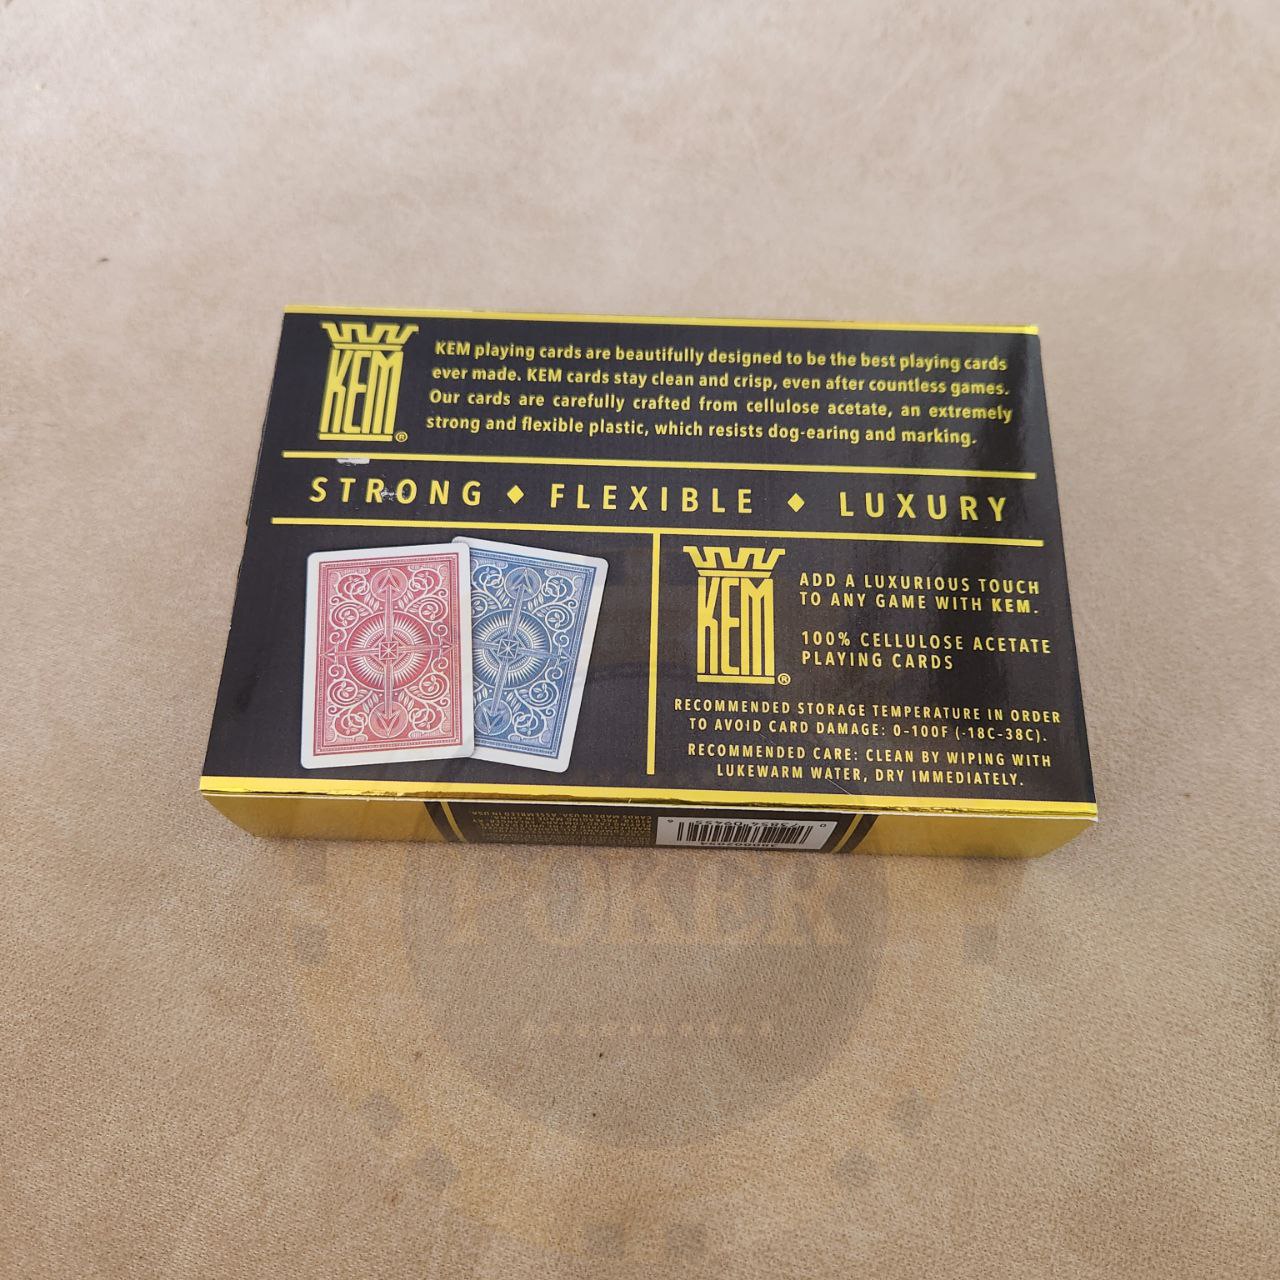 KEM
®
KEM playing cards are beautifully designed to be the best playing cards
ever made. KEM cards stay clean and crisp, even after countless games.
Our cards are carefully crafted from cellulose acetate, an extremely
strong and flexible plastic, which resists dog-earing and marking.
STRONG ♦ FLEXIBLE ♦ LUXURY
KEM
®
ADD A LUXURIOUS TOUCH
TO ANY GAME WITH KEM.
100% CELLULOSE ACETATE
PLAYING CARDS
RECOMMENDED STORAGE TEMPERATURE IN ORDER
TO AVOID CARD DAMAGE: 0-100F (-18C-38C).
RECOMMENDED CARE: CLEAN BY WIPING WITH
LUKEWARM WATER, DRY IMMEDIATELY.
POKER